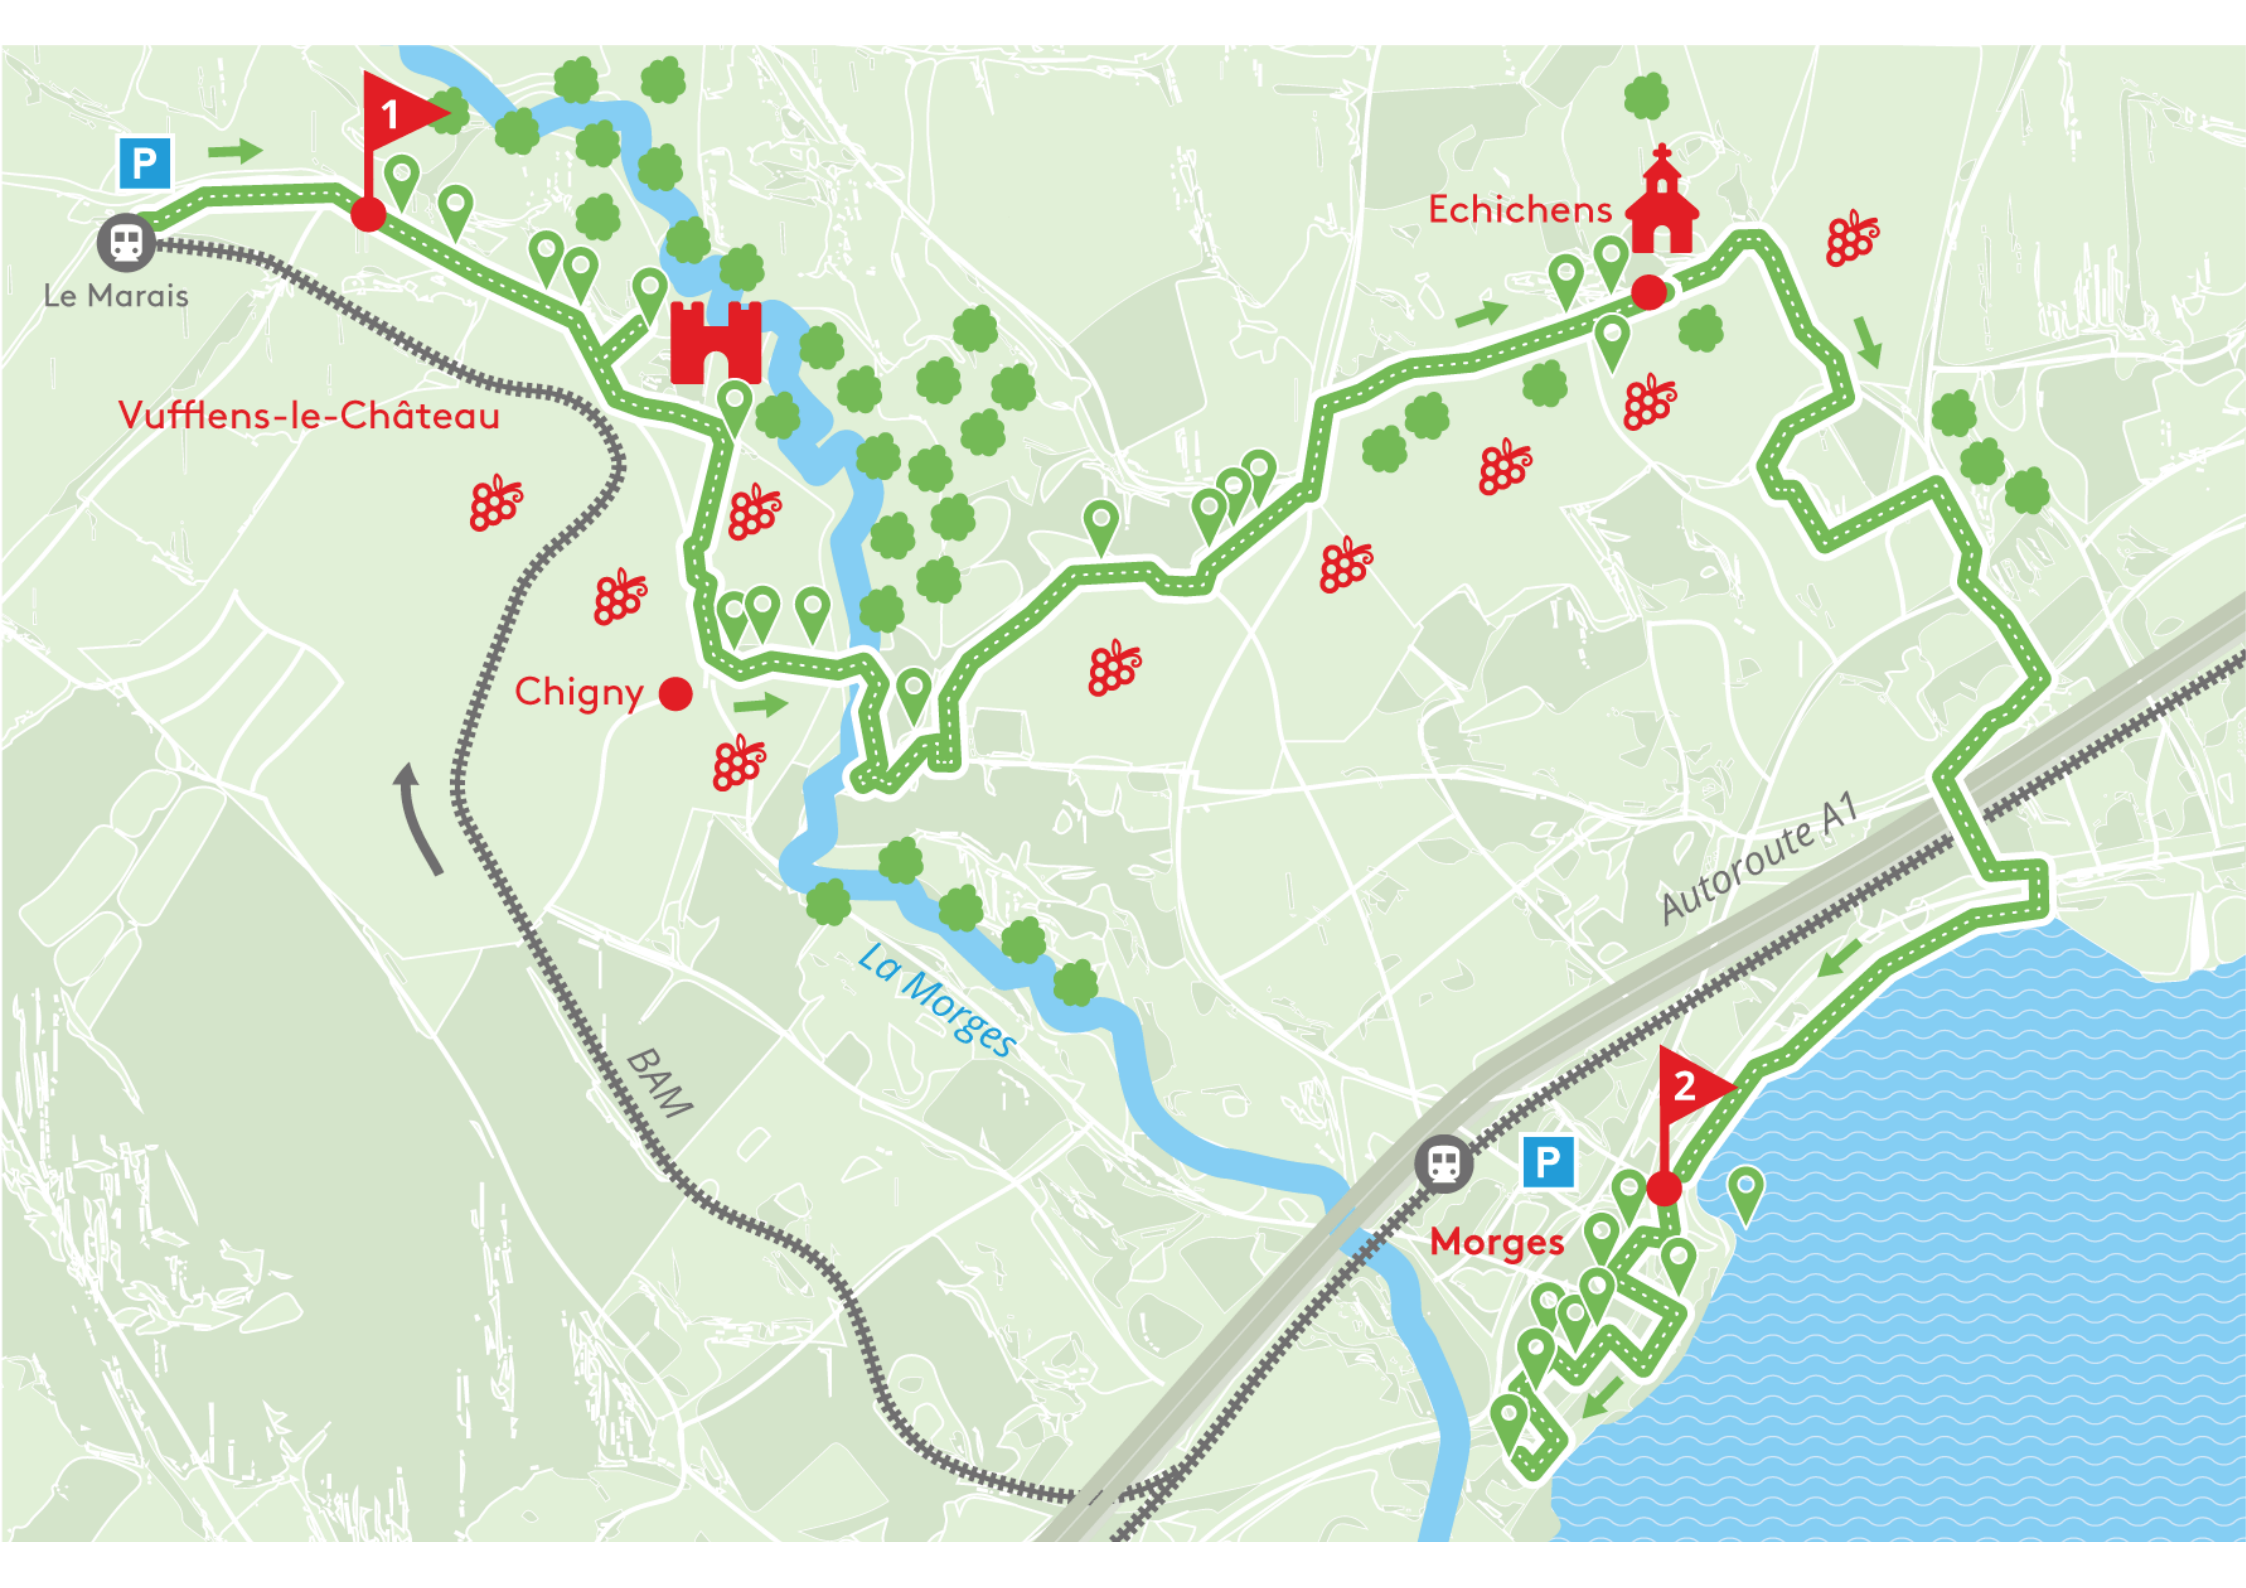 1
P
Echichens
Le Marais
Vufflens-le-Château
Chigny
Autoroute A1
La Morges
BAM
2
P
Morges